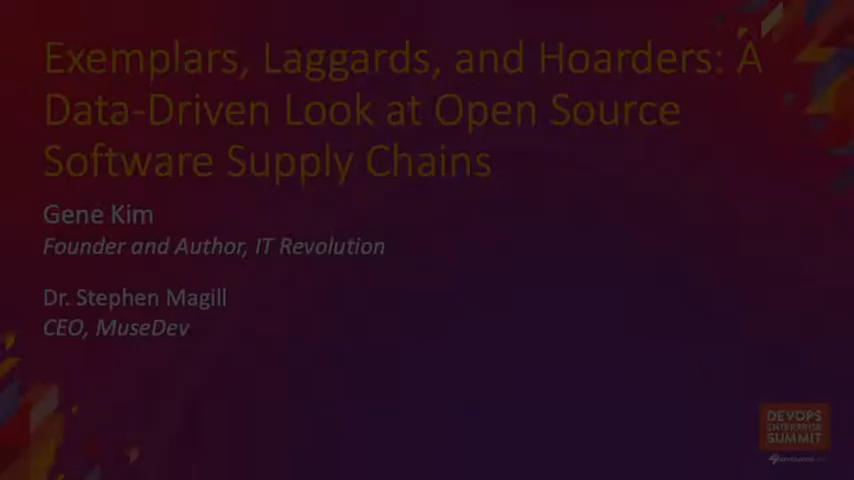 Exemplars, Laggards, and Hoarders: A
Data-Driven Look at Open Source
Software Supply Chains
Gene Kim
Founder and Author, IT Revolution
Dr. Stephen Magill
CEO, MuseDev
DEVOPS
ENTERPRISE
SUMMIT